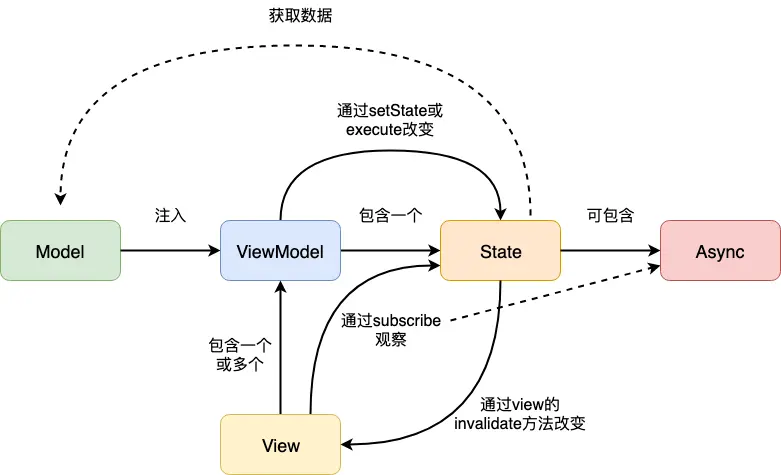 获取数据
通过setState或
execute改变
注入
包含一个
可包含
Model
ViewModel
State
Async
通过subscribe
观察
包含一个
或多个
通过view的
invalidate方法改变
View